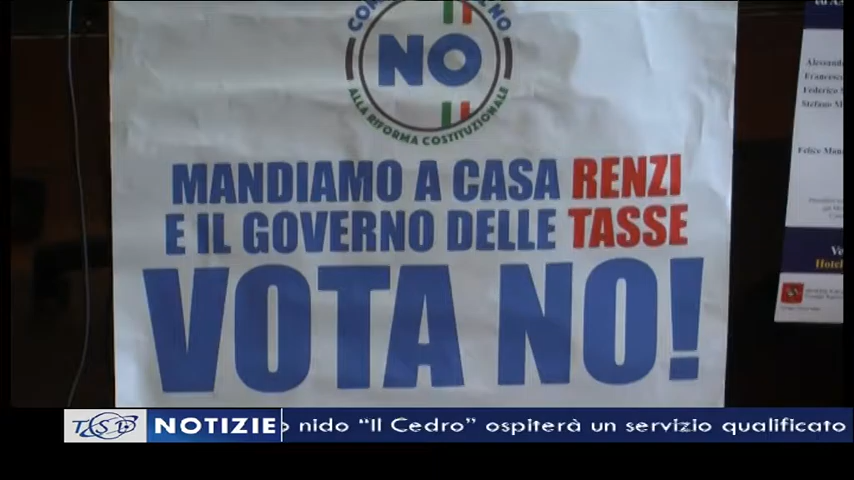 NO
ALLA RIFORMA COSTITUZIONALE
MANDIAMO A CASA RENZI
E IL GOVERNO DELLE TASSE
VOTA NO!
Hotel
NOTIZIE nido “Il Cedro” ospiterà un servizio qualificato